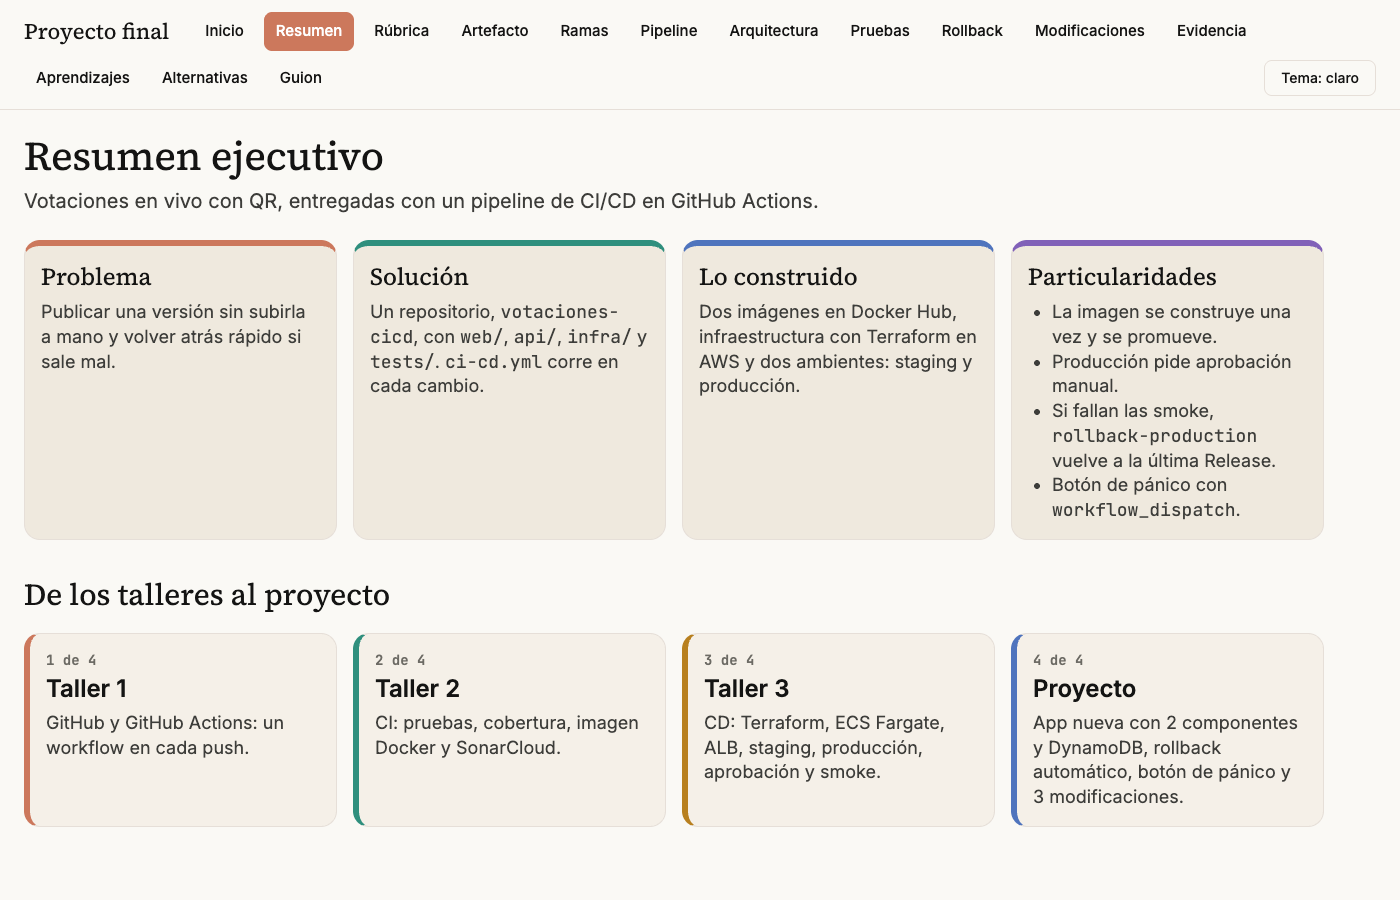 Proyecto final
Inicio
Resumen
Rúbrica
Artefacto
Ramas
Pipeline
Arquitectura
Pruebas
Rollback
Modificaciones
Evidencia
Aprendizajes
Alternativas
Guion
Tema: claro
Resumen ejecutivo
Votaciones en vivo con QR, entregadas con un pipeline de CI/CD en GitHub Actions.
Problema
Publicar una versión sin subirla
a mano y volver atrás rápido si
sale mal.
Solución
Un repositorio, votaciones-
cicd, con web/, api/, infra/ y
tests/. ci-cd.yml corre en
cada cambio.
Lo construido
Dos imágenes en Docker Hub,
infraestructura con Terraform en
AWS y dos ambientes: staging y
producción.
Particularidades
• La imagen se construye una
vez y se promueve.
• Producción pide aprobación
manual.
• Si fallan las smoke,
rollback-production
vuelve a la última Release.
• Botón de pánico con
workflow_dispatch.
De los talleres al proyecto
1 de 4
Taller 1
GitHub y GitHub Actions: un
workflow en cada push.
2 de 4
Taller 2
CI: pruebas, cobertura, imagen
Docker y SonarCloud.
3 de 4
Taller 3
CD: Terraform, ECS Fargate,
ALB, staging, producción,
aprobación y smoke.
4 de 4
Proyecto
App nueva con 2 componentes
y DynamoDB, rollback
automático, botón de pánico y
3 modificaciones.